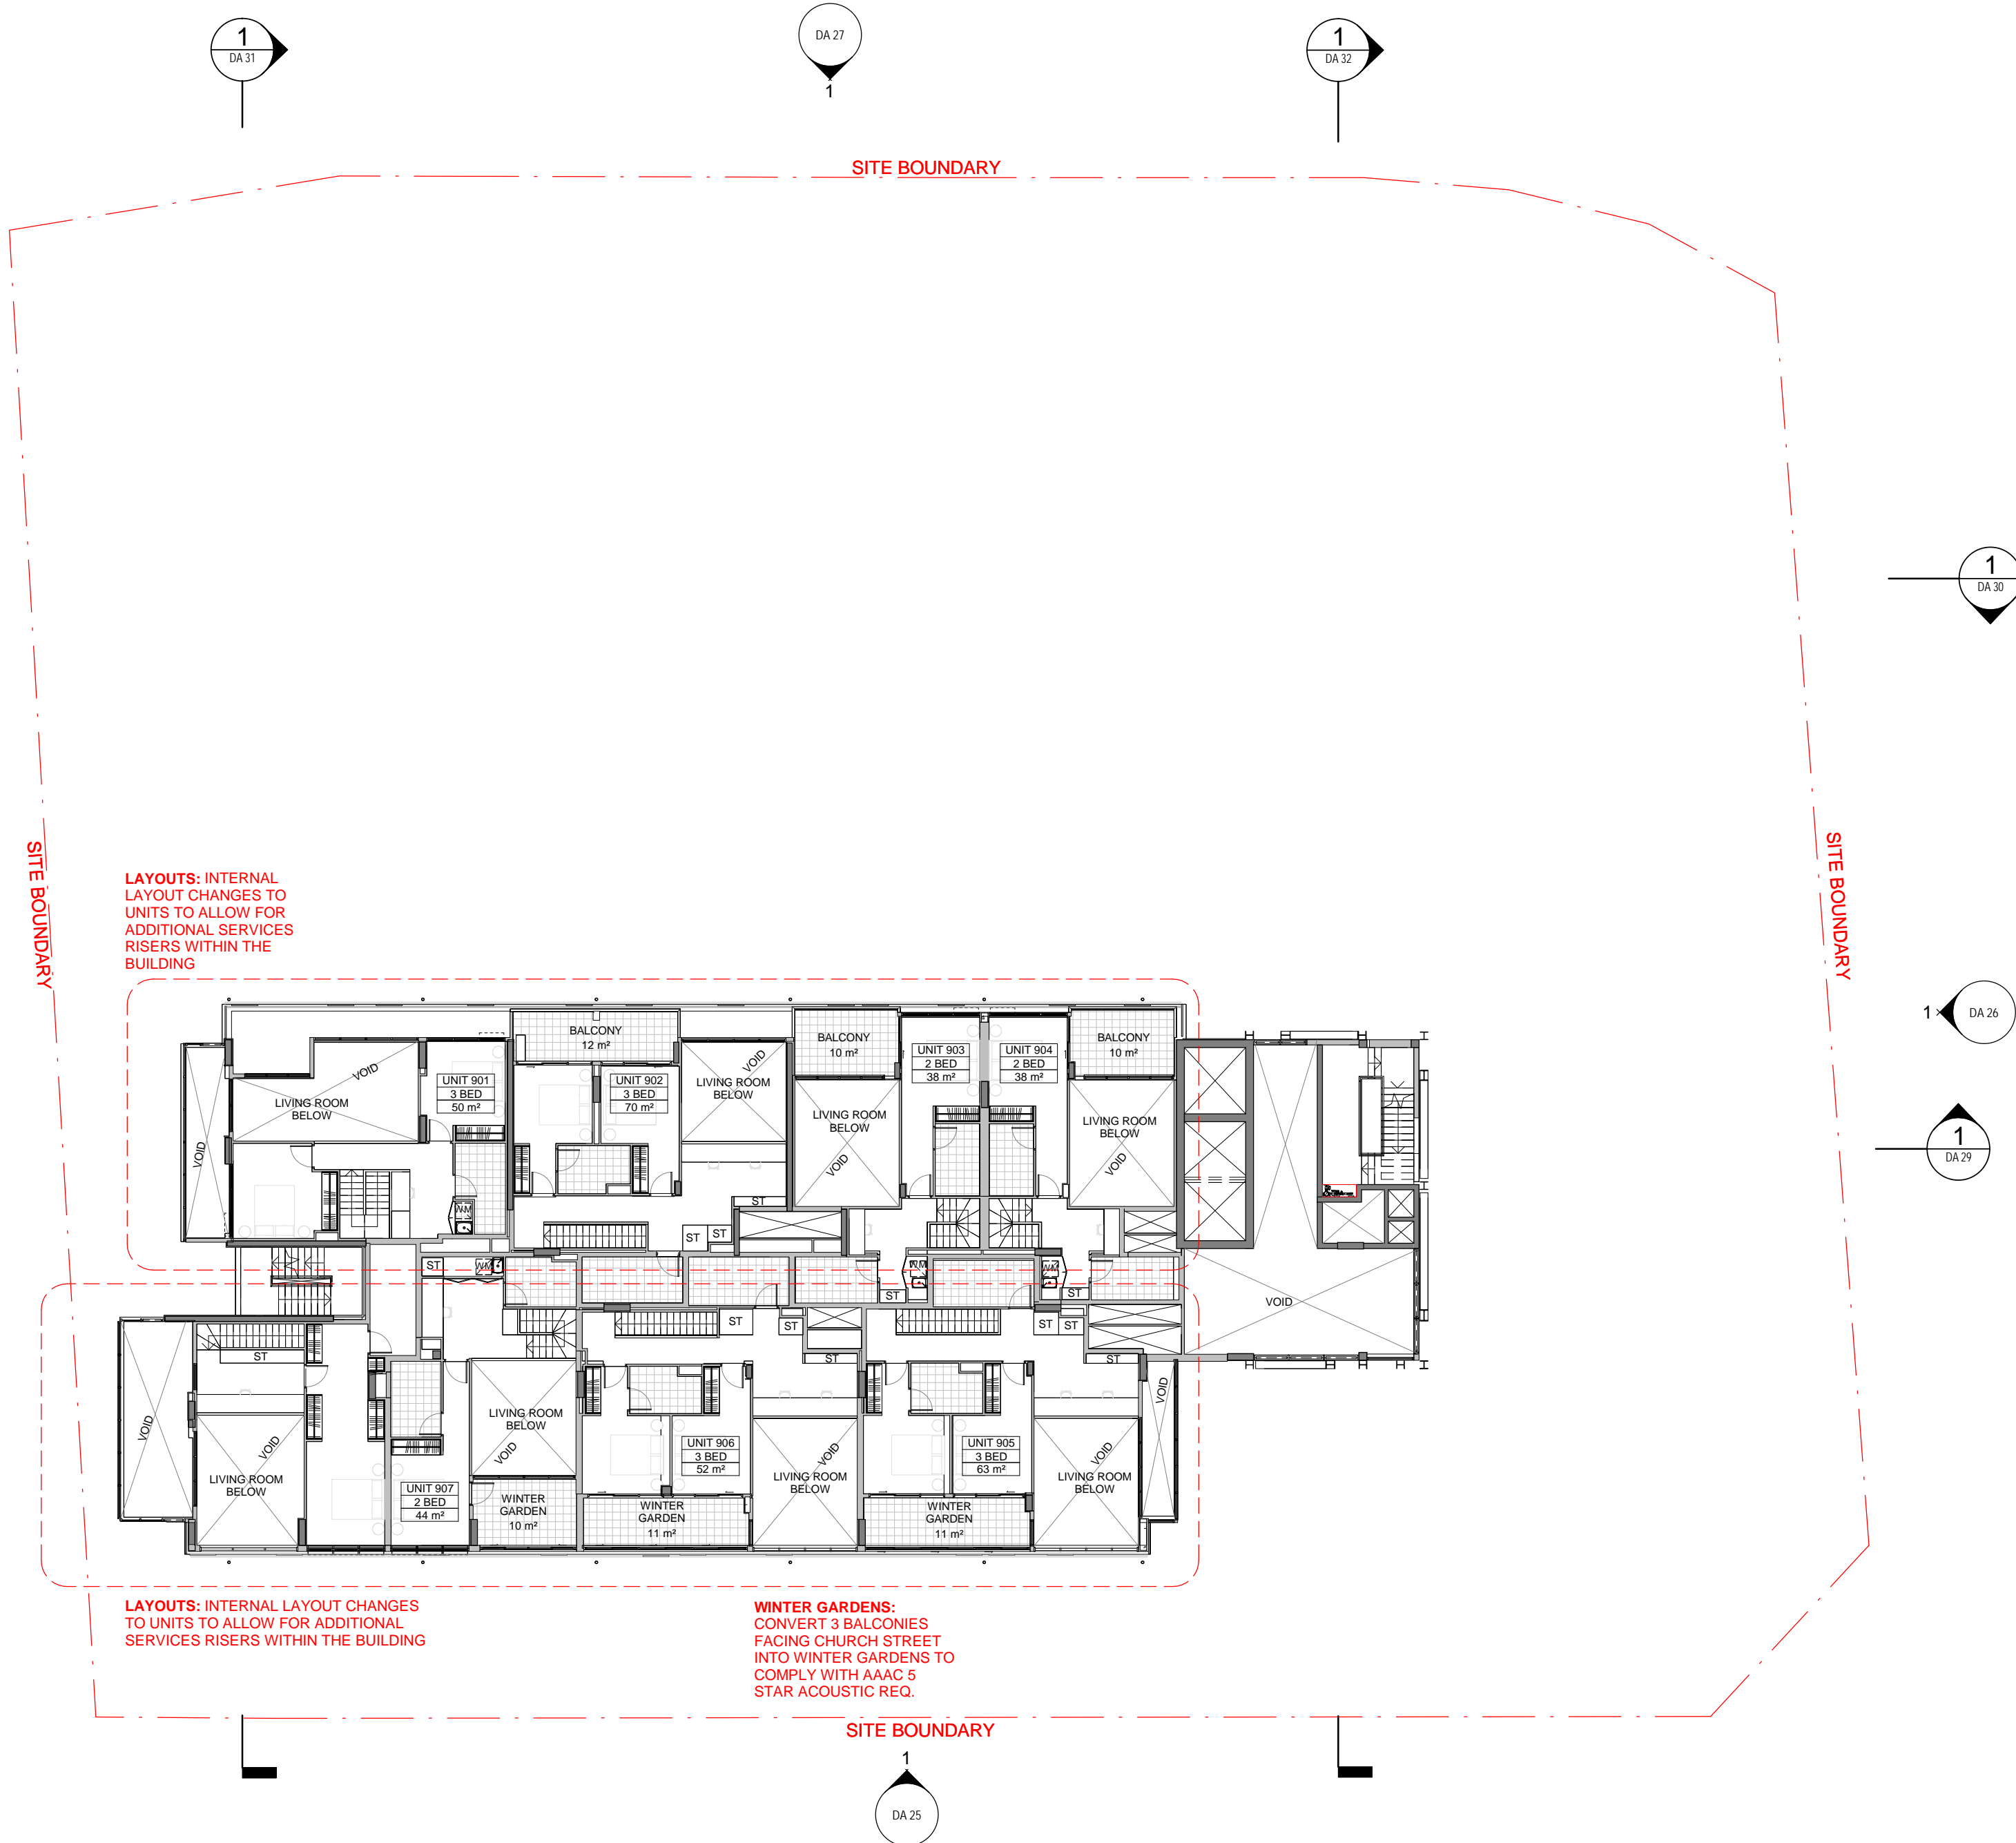 1
DA 31
DA 27
1
1
DA 32
SITE BOUNDARY
1
DA 30
SITE BOUNDARY
SITE BOUNDARY
LAYOUTS: INTERNAL
LAYOUT CHANGES TO
UNITS TO ALLOW FOR
ADDITIONAL SERVICES
RISERS WITHIN THE
BUILDING
1
DA 26
1
DA 29
BALCONY
12 m²
BALCONY
10 m²
BALCONY
10 m²
UNIT 901
3 BED
50 m²
UNIT 902
3 BED
70 m²
UNIT 903
2 BED
38 m²
UNIT 904
2 BED
38 m²
VOID
LIVING ROOM
BELOW
VOID
LIVING ROOM
BELOW
LIVING ROOM
BELOW
VOID
LIVING ROOM
BELOW
VOID
VOID
WM
ST
ST
ST
ST
WM
WM
WM
ST
ST
VOID
ST
ST
ST
ST
ST
ST
ST
VOID
VOID
LIVING ROOM
BELOW
LIVING ROOM
BELOW
VOID
UNIT 907
2 BED
44 m²
WINTER
GARDEN
10 m²
UNIT 906
3 BED
52 m²
WINTER
GARDEN
11 m²
VOID
LIVING ROOM
BELOW
UNIT 905
3 BED
63 m²
WINTER
GARDEN
11 m²
VOID
LIVING ROOM
BELOW
VOID
LAYOUTS: INTERNAL LAYOUT CHANGES
TO UNITS TO ALLOW FOR ADDITIONAL
SERVICES RISERS WITHIN THE BUILDING
WINTER GARDENS:
CONVERT 3 BALCONIES
FACING CHURCH STREET
INTO WINTER GARDENS TO
COMPLY WITH AAAC 5
STAR ACOUSTIC REQ.
SITE BOUNDARY
1
DA 25